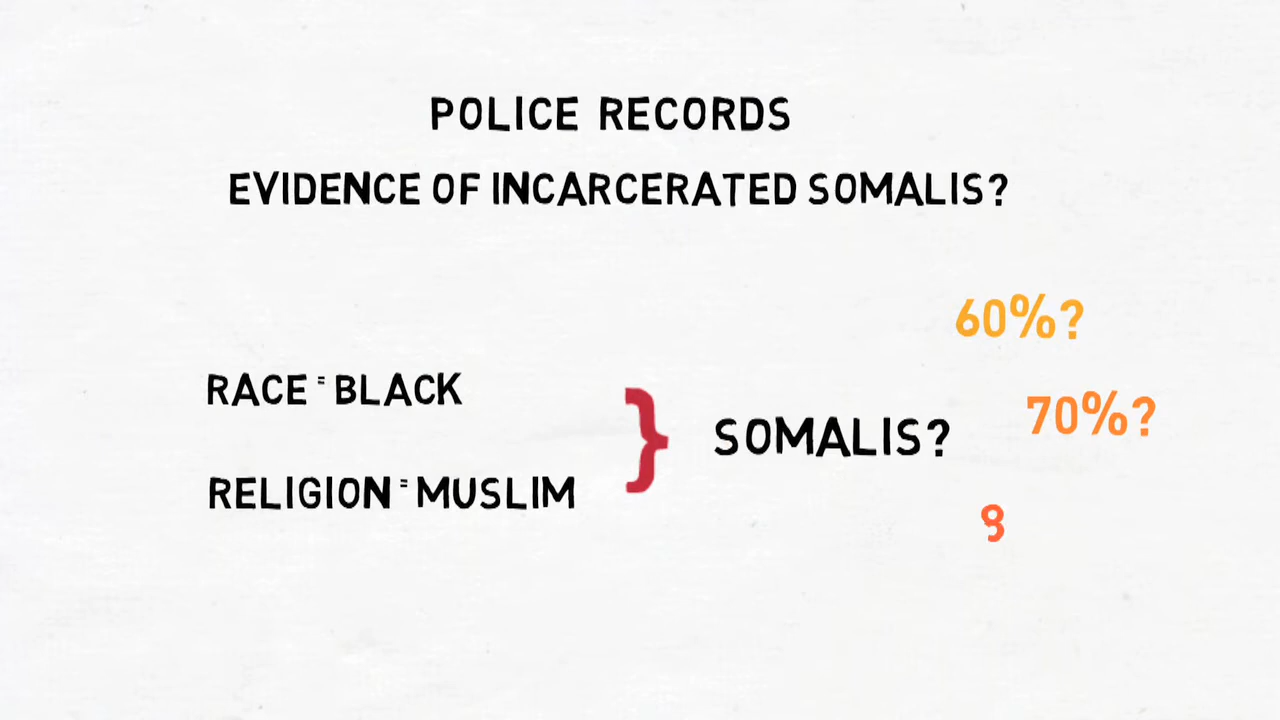 POLICE RECORDS
EVIDENCE OF INCARCERATED SOMALIS?
60%?
RACE = BLACK
70%?
SOMALIS?
RELIGION = MUSLIM